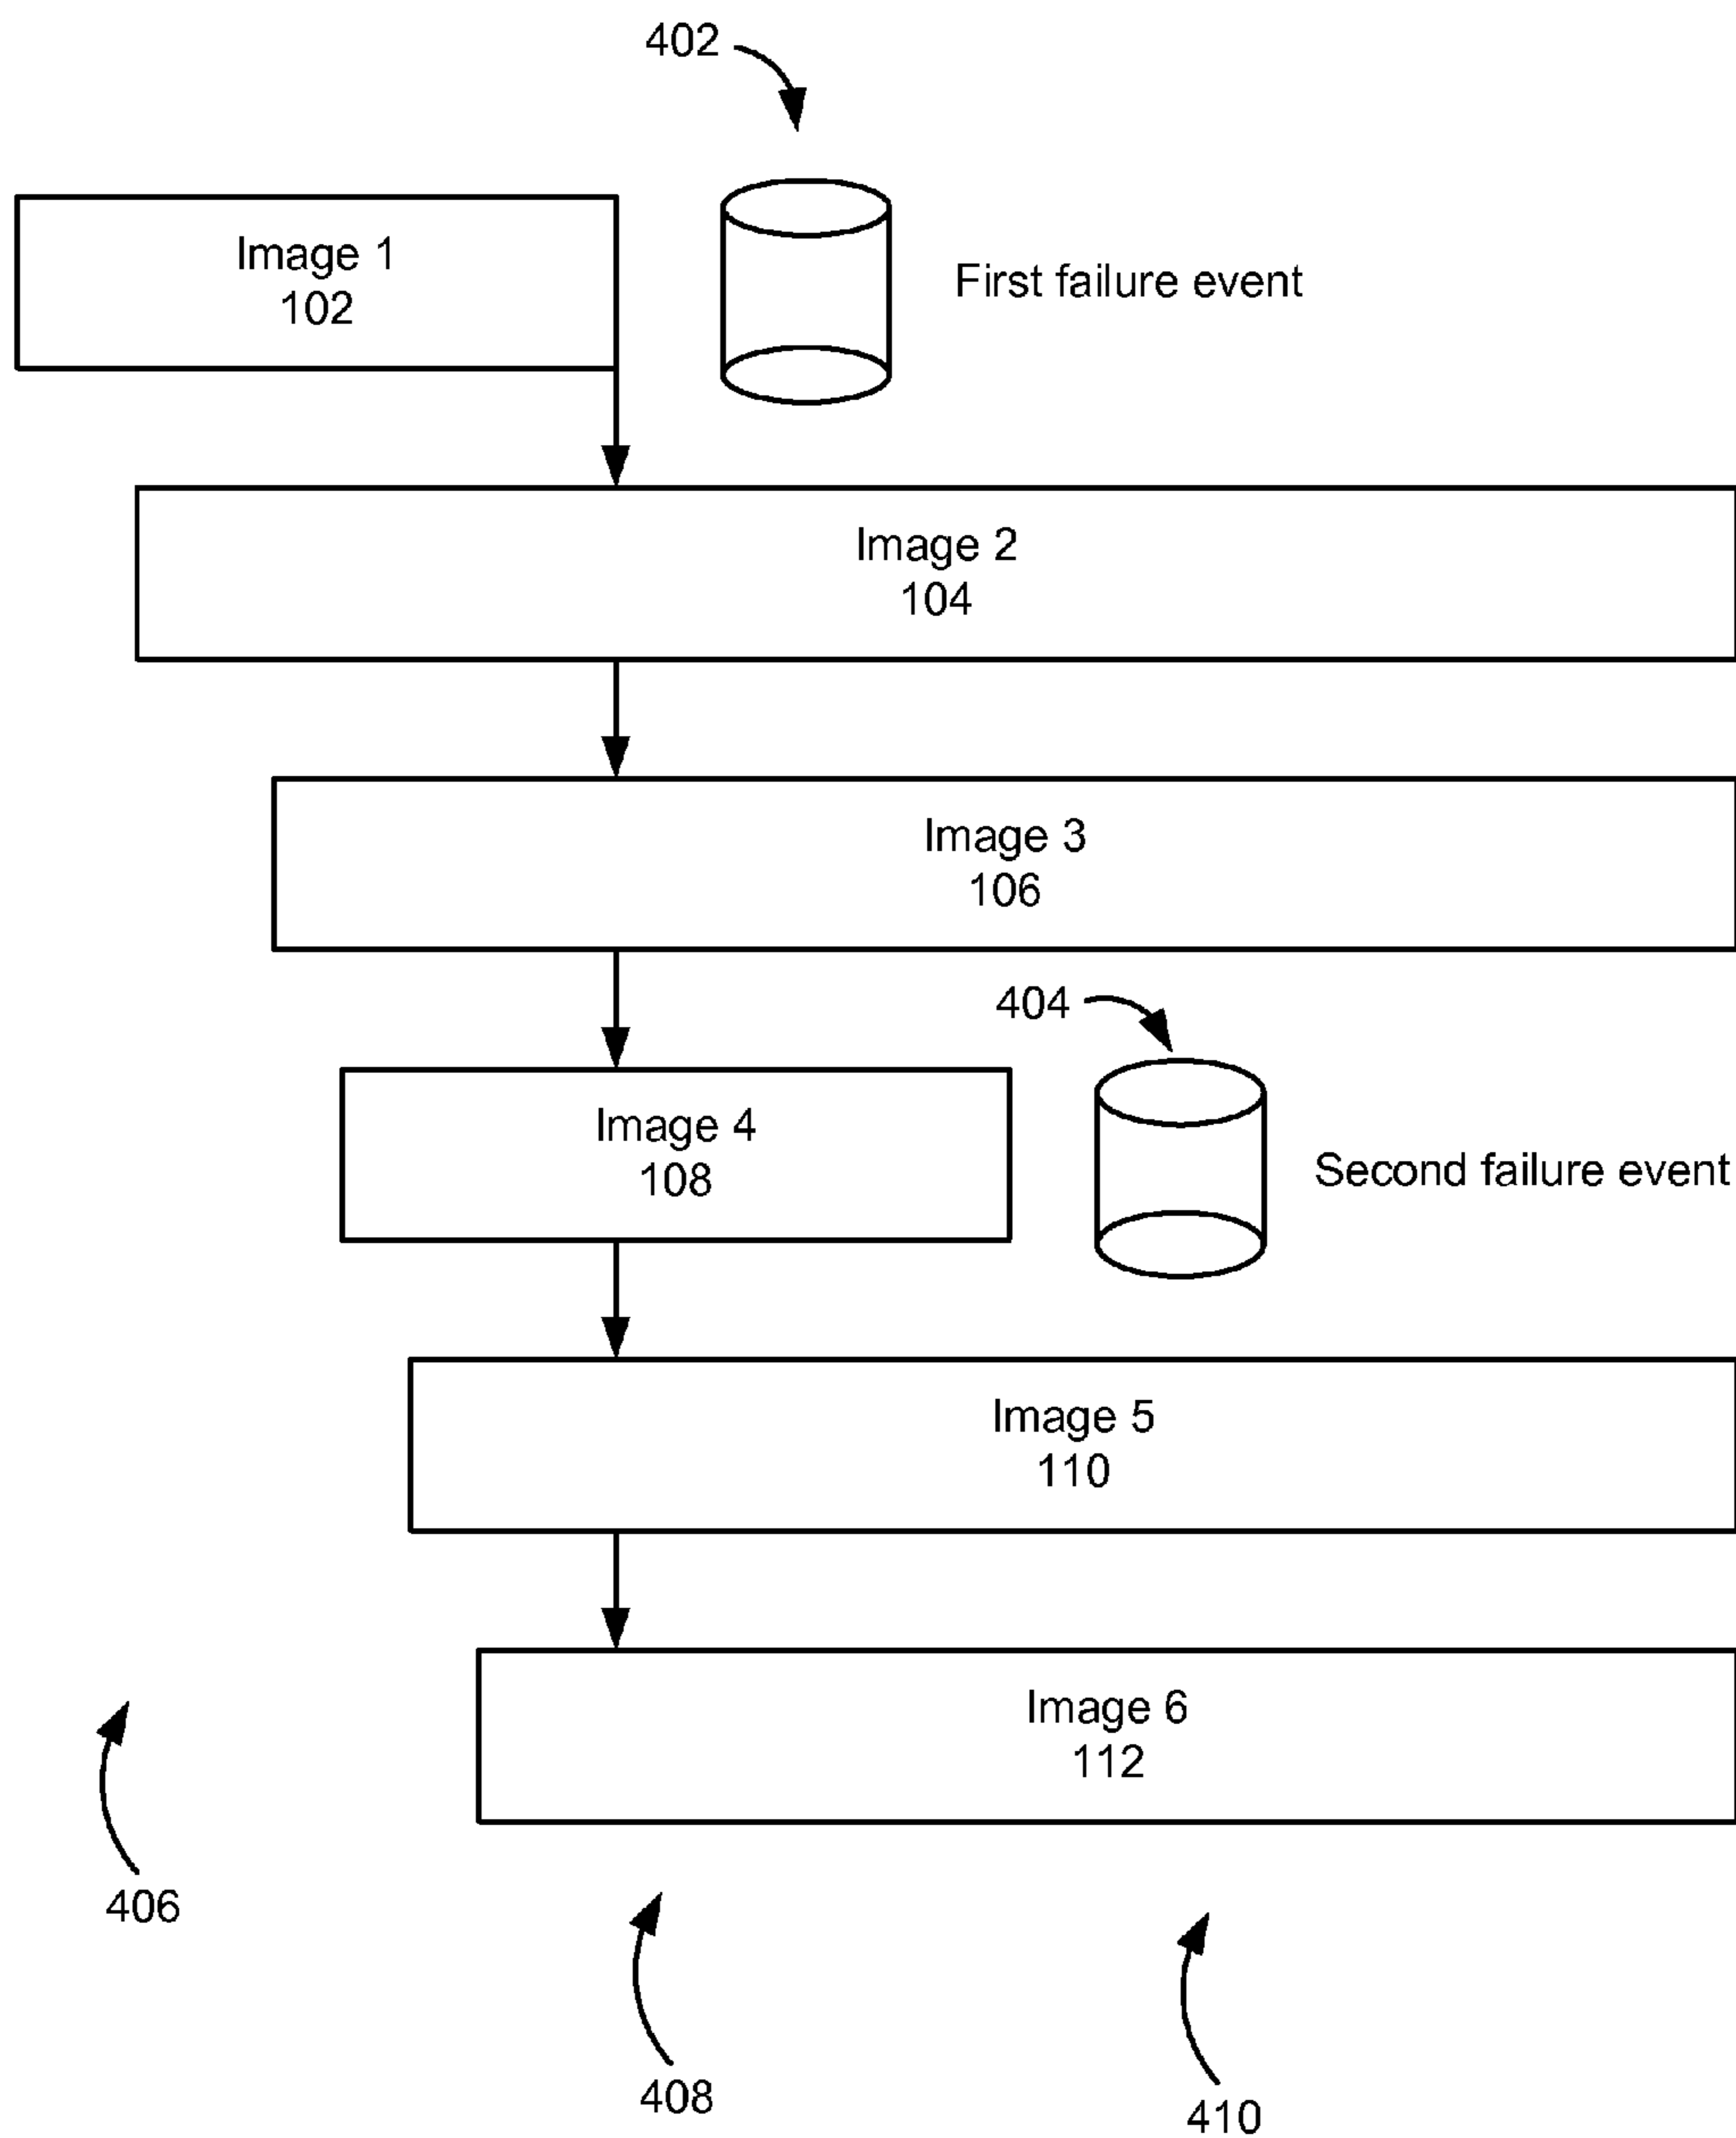 402
Image 1
102
First failure event
Image 2
104
Image 3
106
404
Image 4
108
Second failure event
Image 5
110
Image 6
112
406
408
410